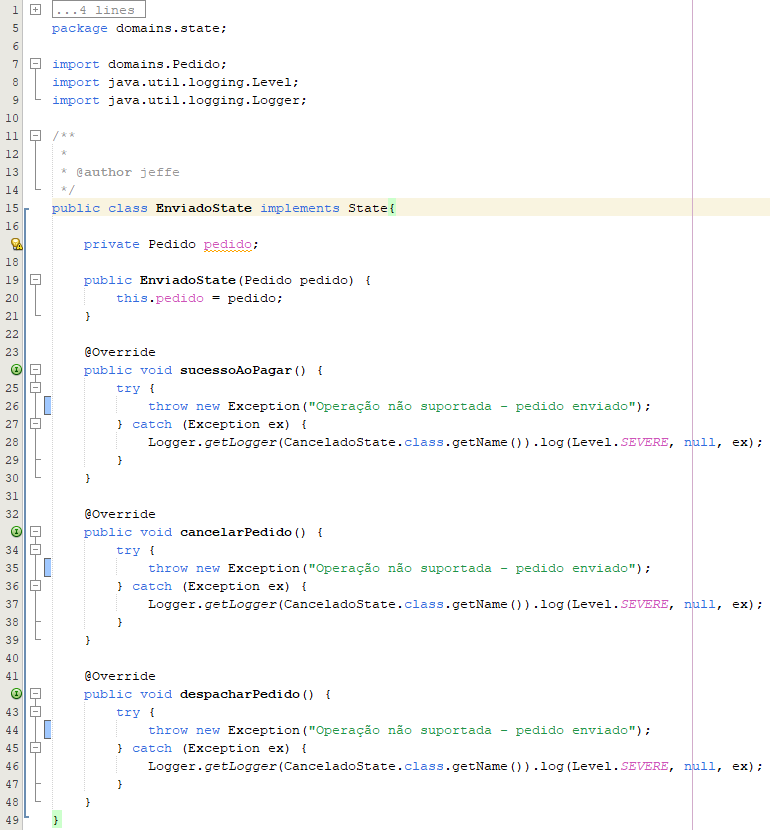 1 ...4 lines
5 package domains.state;
6
7 import domains.Pedido;
8 import java.util.logging.Level;
9 import java.util.logging.Logger;
10
11 /**
12  *
13  * @author jeffe
14  */
15 public class EnviadoState implements State{
16
    private Pedido pedido;
18
19     public EnviadoState(Pedido pedido) {
20         this.pedido = pedido;
21     }
22
23     @Override
    public void sucessoAoPagar() {
25         try {
26             throw new Exception("Operação não suportada - pedido enviado");
27         } catch (Exception ex) {
28             Logger.getLogger(CanceladoState.class.getName()).log(Level.SEVERE, null, ex);
29         }
30     }
31
32     @Override
    public void cancelarPedido() {
34         try {
35             throw new Exception("Operação não suportada - pedido enviado");
36         } catch (Exception ex) {
37             Logger.getLogger(CanceladoState.class.getName()).log(Level.SEVERE, null, ex);
38         }
39     }
40
41     @Override
    public void despacharPedido() {
43         try {
44             throw new Exception("Operação não suportada - pedido enviado");
45         } catch (Exception ex) {
46             Logger.getLogger(CanceladoState.class.getName()).log(Level.SEVERE, null, ex);
47         }
48     }
49 }